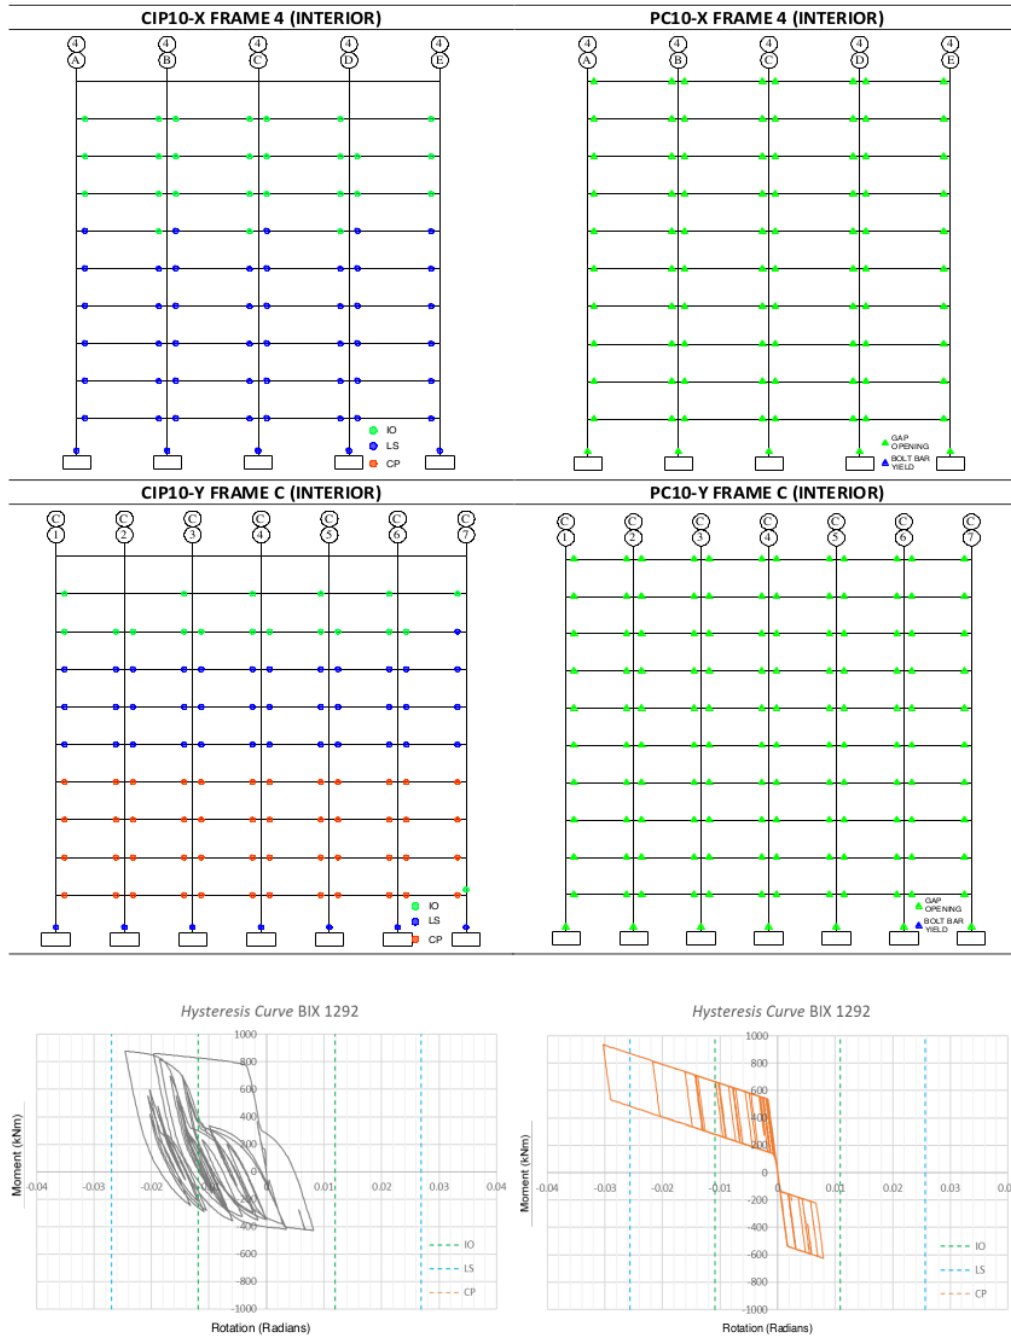 CIP10-X FRAME 4 (INTERIOR)
PC10-X FRAME 4 (INTERIOR)
4 4 4 4 4
A B C D E
4 4 4 4 4
A B C D E
IO
LS
CP
GAP OPENING
BOLT BAR YIELD
CIP10-Y FRAME C (INTERIOR)
PC10-Y FRAME C (INTERIOR)
C C C C C C C
1 2 3 4 5 6 7
C C C C C C C
1 2 3 4 5 6 7
IO
LS
CP
GAP OPENING
BOLT BAR YIELD
Hysteresis Curve BIX 1292
1000
800
600
400
200
0
-0.04 -0.03 -0.02 -0.01 0 0.01 0.02 0.03 0.04
-200
-400
-600
-800
-1000
Moment (kNm)
Rotation (Radians)
IO
LS
CP
Hysteresis Curve BIX 1292
1000
800
600
400
200
0
-0.04 -0.03 -0.02 -0.01 0 0.01 0.02 0.03
-200
-400
-600
-800
-1000
Moment (kNm)
Rotation (Radians)
IO
LS
CP